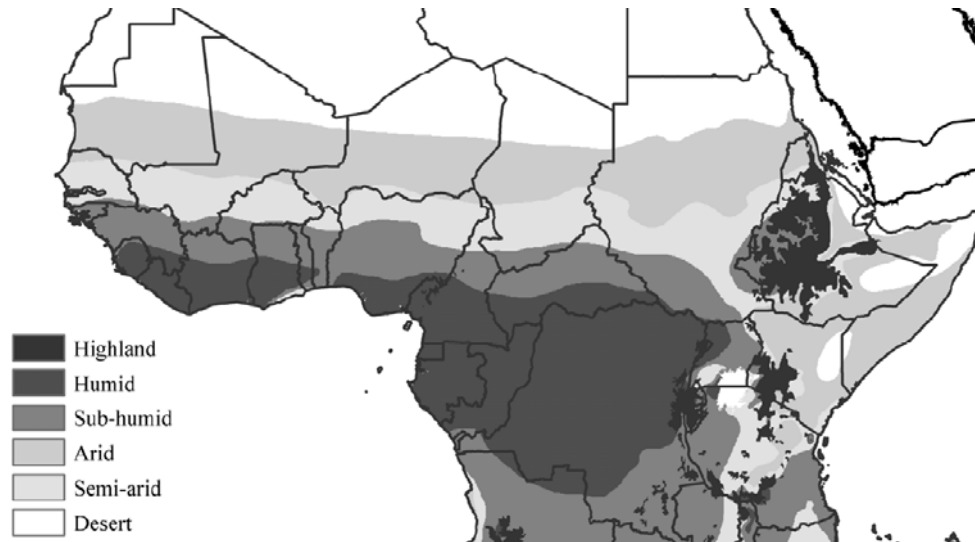 Highland
Humid
Sub-humid
Arid
Semi-arid
Desert